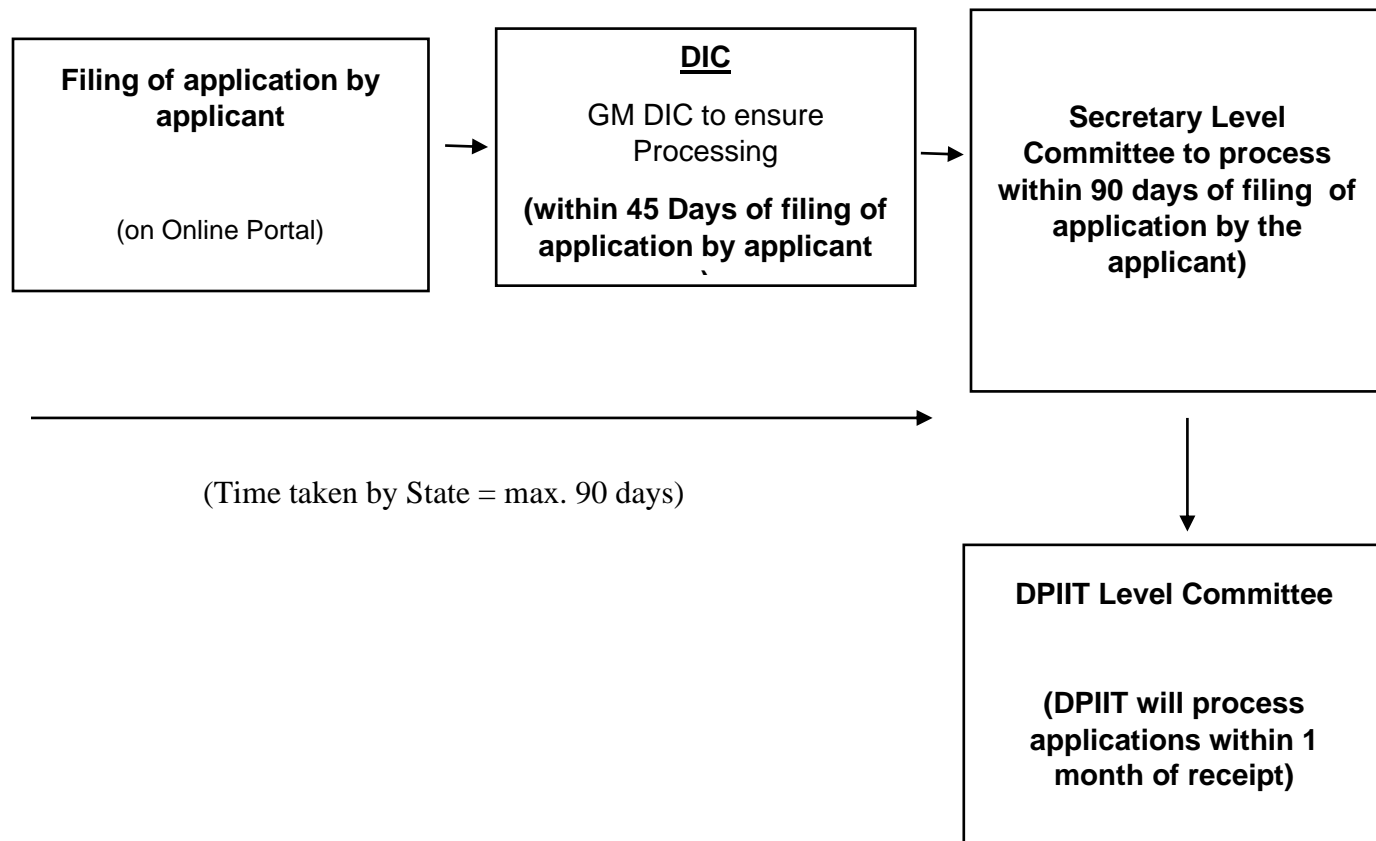 Filing of application by
applicant
(on Online Portal)
DIC
GM DIC to ensure
Processing
(within 45 Days of filing of
application by applicant
)
Secretary Level
Committee to process
within 90 days of filing of
application by the
applicant)
(Time taken by State = max. 90 days)
DPIIT Level Committee
(DPIIT will process
applications within 1
month of receipt)